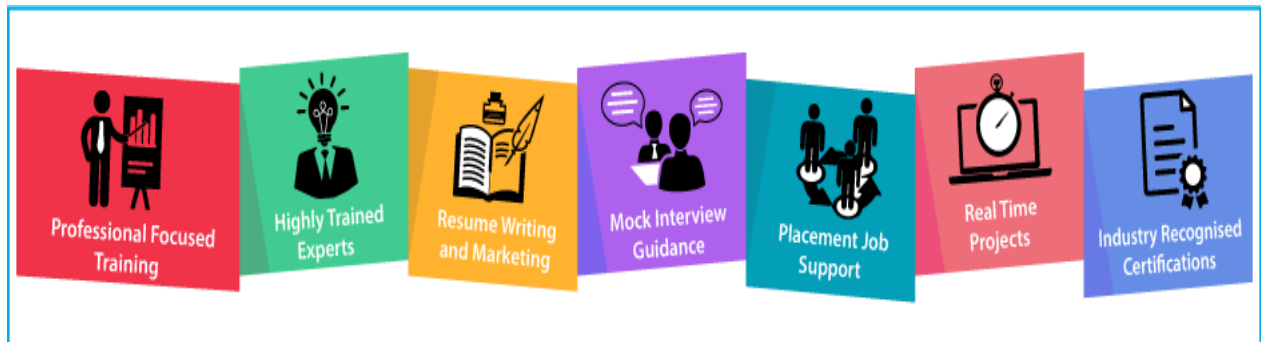 Professional Focused
Training
Highly Trained
Experts
Resume Writing
and Marketing
Mock Interview
Guidance
Placement Job
Support
Real Time
Projects
Industry Recognised
Certifications